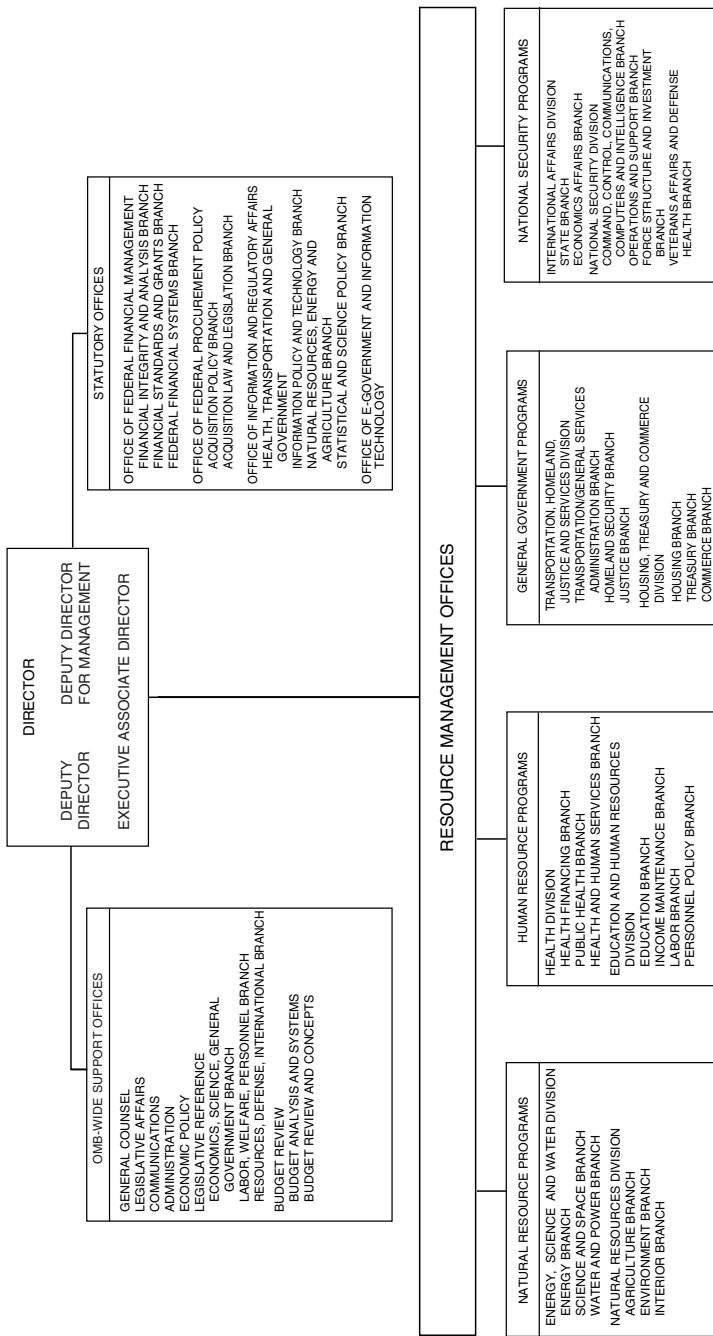 DIRECTOR
DEPUTY
DIRECTOR
DEPUTY DIRECTOR
FOR MANAGEMENT
EXECUTIVE ASSOCIATE DIRECTOR
OMB-WIDE SUPPORT OFFICES
GENERAL COUNSEL
LEGISLATIVE AFFAIRS
COMMUNICATIONS
ADMINISTRATION
ECONOMIC POLICY
LEGISLATIVE REFERENCE
ECONOMICS, SCIENCE, GENERAL
GOVERNMENT BRANCH
LABOR, WELFARE, PERSONNEL BRANCH
RESOURCES, DEFENSE, INTERNATIONAL BRANCH
BUDGET REVIEW
BUDGET ANALYSIS AND SYSTEMS
BUDGET REVIEW AND CONCEPTS
STATUTORY OFFICES
OFFICE OF FEDERAL FINANCIAL MANAGEMENT
FINANCIAL INTEGRITY AND ANALYSIS BRANCH
FINANCIAL STANDARDS AND GRANTS BRANCH
FEDERAL FINANCIAL SYSTEMS BRANCH
OFFICE OF FEDERAL PROCUREMENT POLICY
ACQUISITION POLICY BRANCH
ACQUISITION LAW AND LEGISLATION BRANCH
OFFICE OF INFORMATION AND REGULATORY AFFAIRS
HEALTH, TRANSPORTATION AND GENERAL
GOVERNMENT
INFORMATION POLICY AND TECHNOLOGY BRANCH
NATURAL RESOURCES, ENERGY AND
AGRICULTURE BRANCH
STATISTICAL AND SCIENCE POLICY BRANCH
OFFICE OF E-GOVERNMENT AND INFORMATION
TECHNOLOGY
RESOURCE MANAGEMENT OFFICES
NATURAL RESOURCE PROGRAMS
ENERGY, SCIENCE AND WATER DIVISION
ENERGY BRANCH
SCIENCE AND SPACE BRANCH
WATER AND POWER BRANCH
NATURAL RESOURCES DIVISION
AGRICULTURE BRANCH
ENVIRONMENT BRANCH
INTERIOR BRANCH
HUMAN RESOURCE PROGRAMS
HEALTH DIVISION
HEALTH FINANCING BRANCH
PUBLIC HEALTH BRANCH
HEALTH AND HUMAN SERVICES BRANCH
EDUCATION AND HUMAN RESOURCES
DIVISION
EDUCATION BRANCH
INCOME MAINTENANCE BRANCH
LABOR BRANCH
PERSONNEL POLICY BRANCH
GENERAL GOVERNMENT PROGRAMS
TRANSPORTATION, HOMELAND,
JUSTICE AND SERVICES DIVISION
TRANSPORTATION/GENERAL SERVICES
ADMINISTRATION BRANCH
HOMELAND SECURITY BRANCH
JUSTICE BRANCH
HOUSING, TREASURY AND COMMERCE
DIVISION
HOUSING BRANCH
TREASURY BRANCH
COMMERCE BRANCH
NATIONAL SECURITY PROGRAMS
INTERNATIONAL AFFAIRS DIVISION
STATE BRANCH
ECONOMICS AFFAIRS BRANCH
NATIONAL SECURITY DIVISION
COMMAND, CONTROL, COMMUNICATIONS,
COMPUTERS AND INTELLIGENCE BRANCH
OPERATIONS AND SUPPORT BRANCH
FORCE STRUCTURE AND INVESTMENT
BRANCH
VETERANS AFFAIRS AND DEFENSE
HEALTH BRANCH